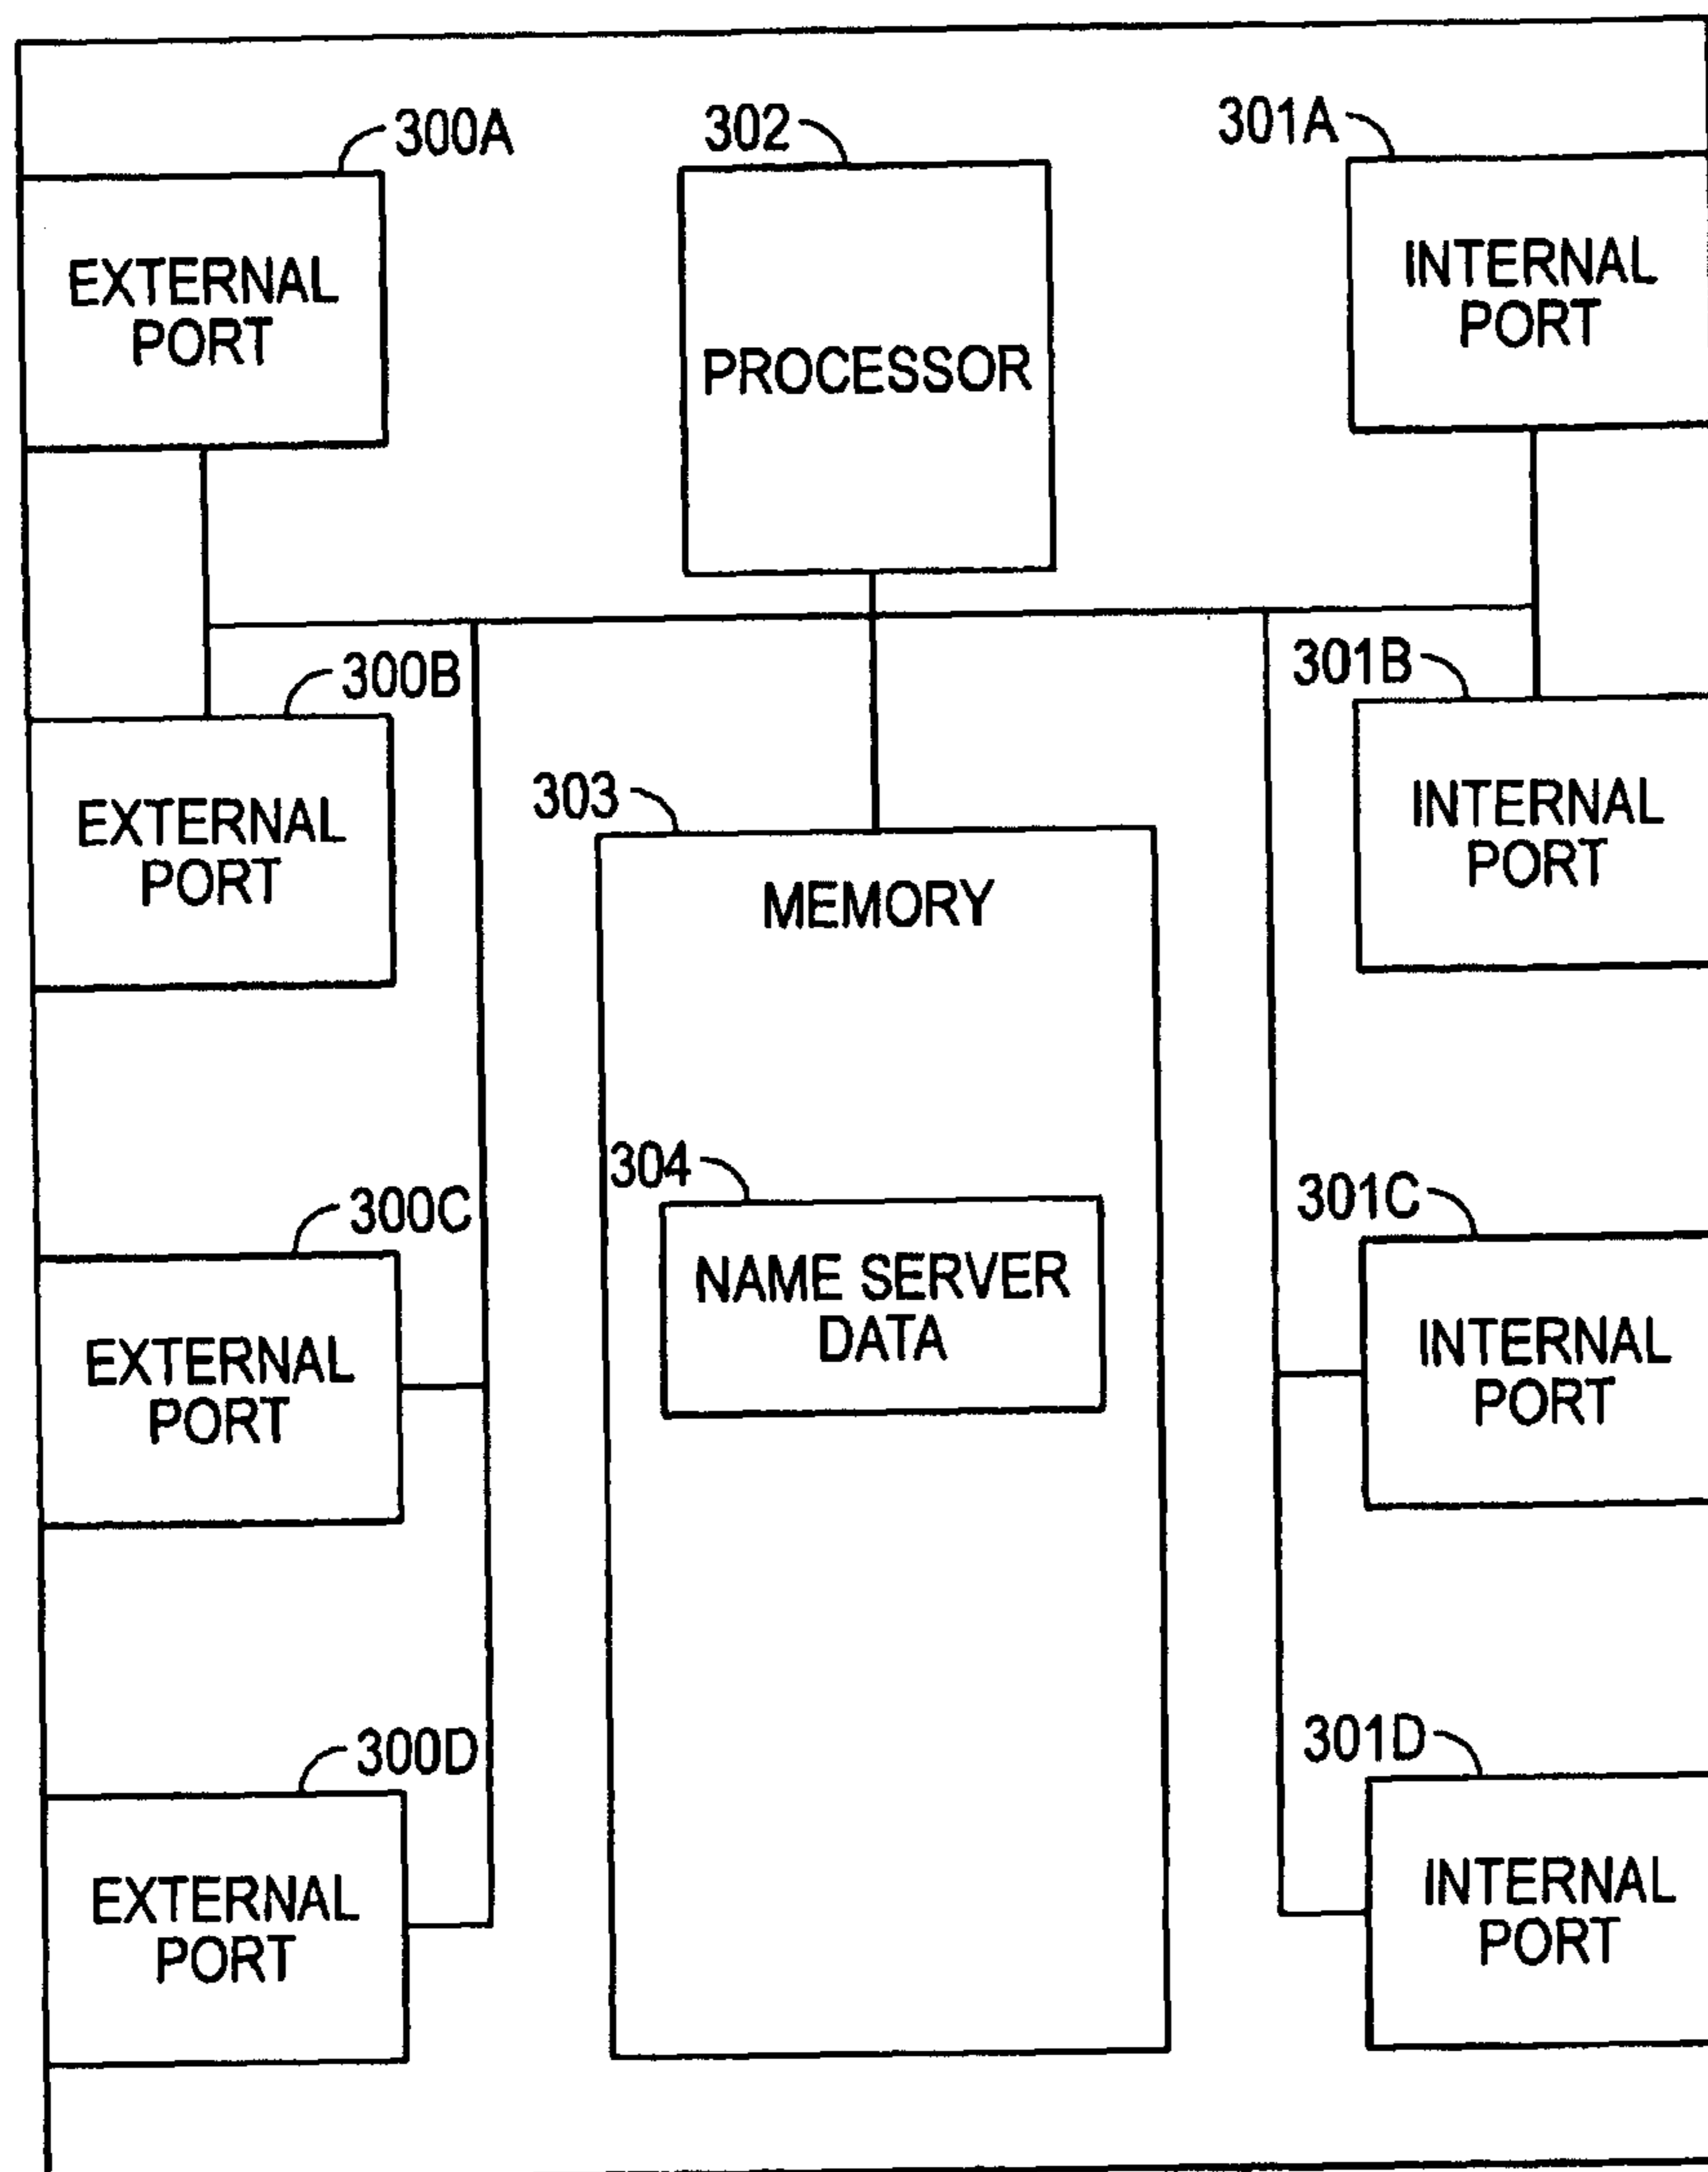 300A
302
301A
EXTERNAL
PORT
PROCESSOR
INTERNAL
PORT
300B
301B
EXTERNAL
PORT
303
MEMORY
INTERNAL
PORT
304
NAME SERVER
DATA
300C
301C
EXTERNAL
PORT
INTERNAL
PORT
300D
301D
EXTERNAL
PORT
INTERNAL
PORT